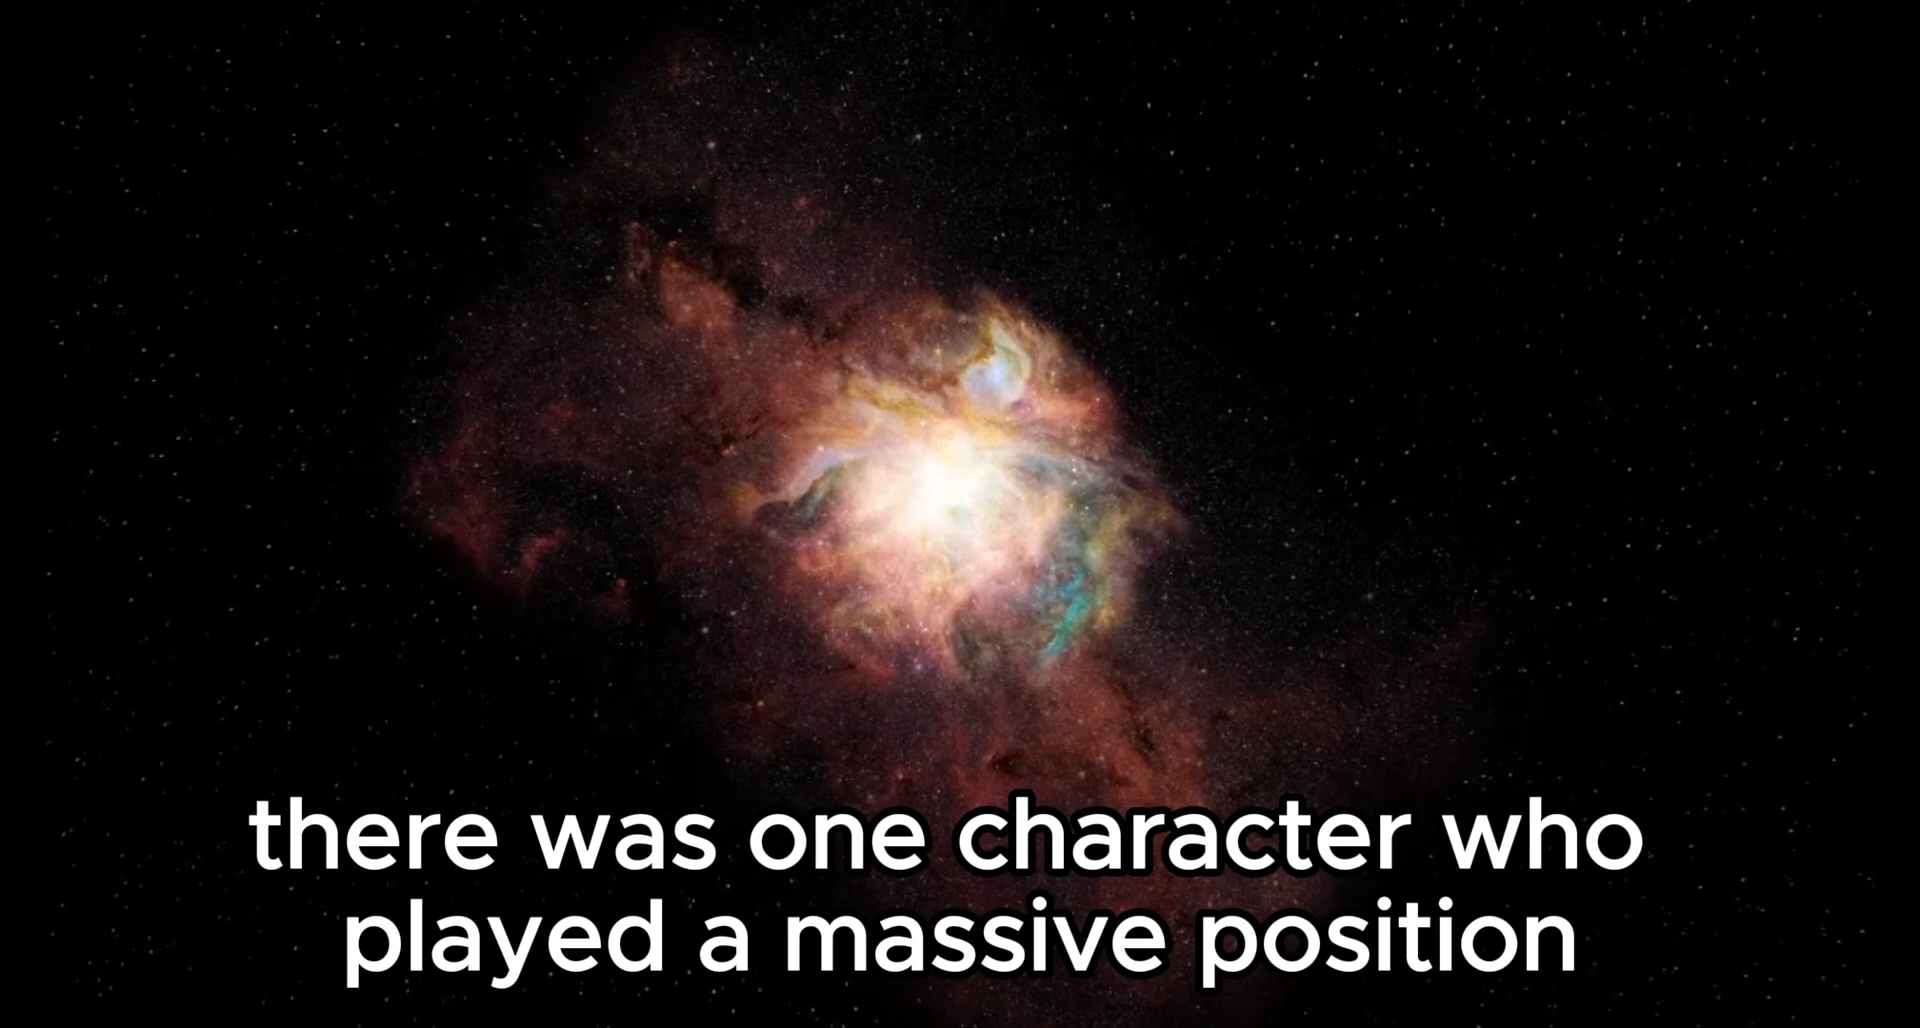 there was one character who
played a massive position